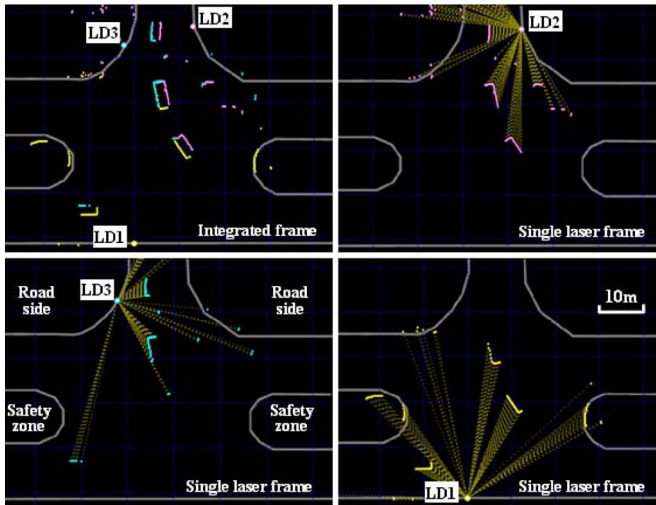 LD2
LD3
LD1
Integrated frame
LD2
Single laser frame
Road
side
LD3
Road
side
Safety
zone
Safety
zone
Single laser frame
10m
LD1
Single laser frame